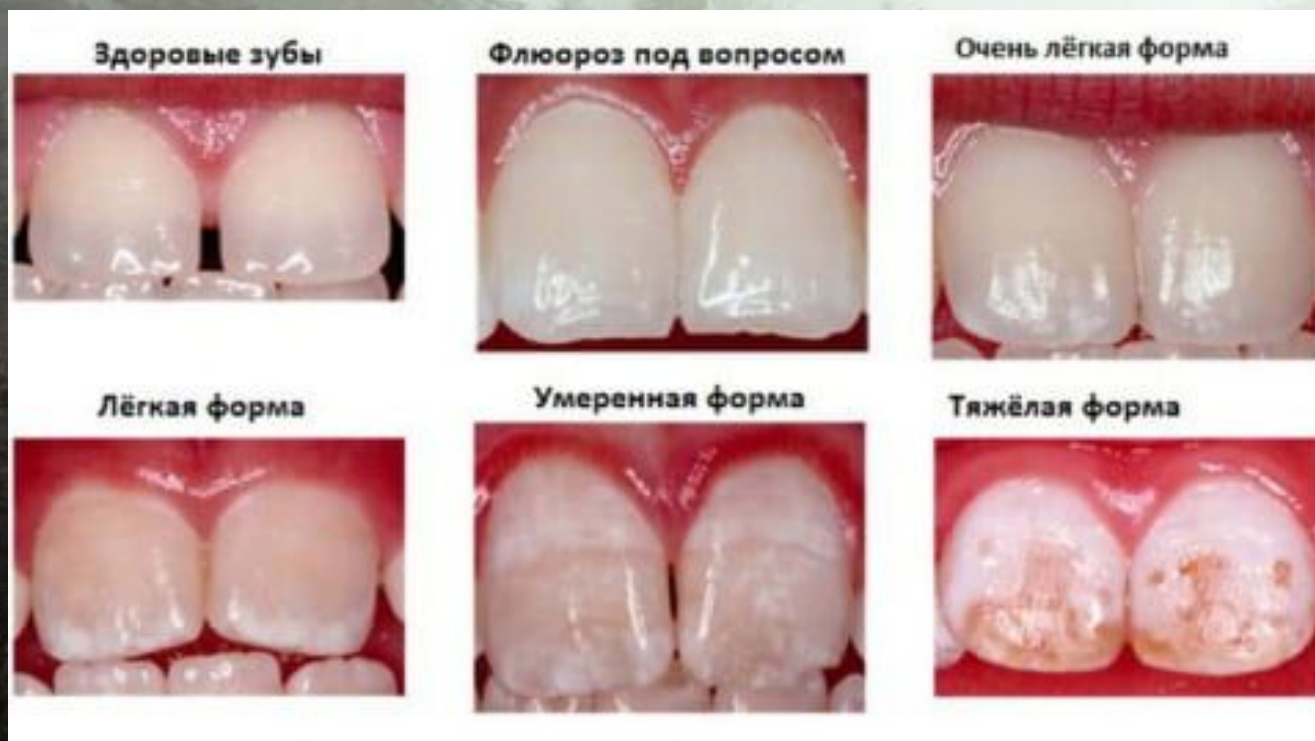 Здоровые зубы
Флюороз под вопросом
Очень лёгкая форма
Лёгкая форма
Умеренная форма
Тяжёлая форма